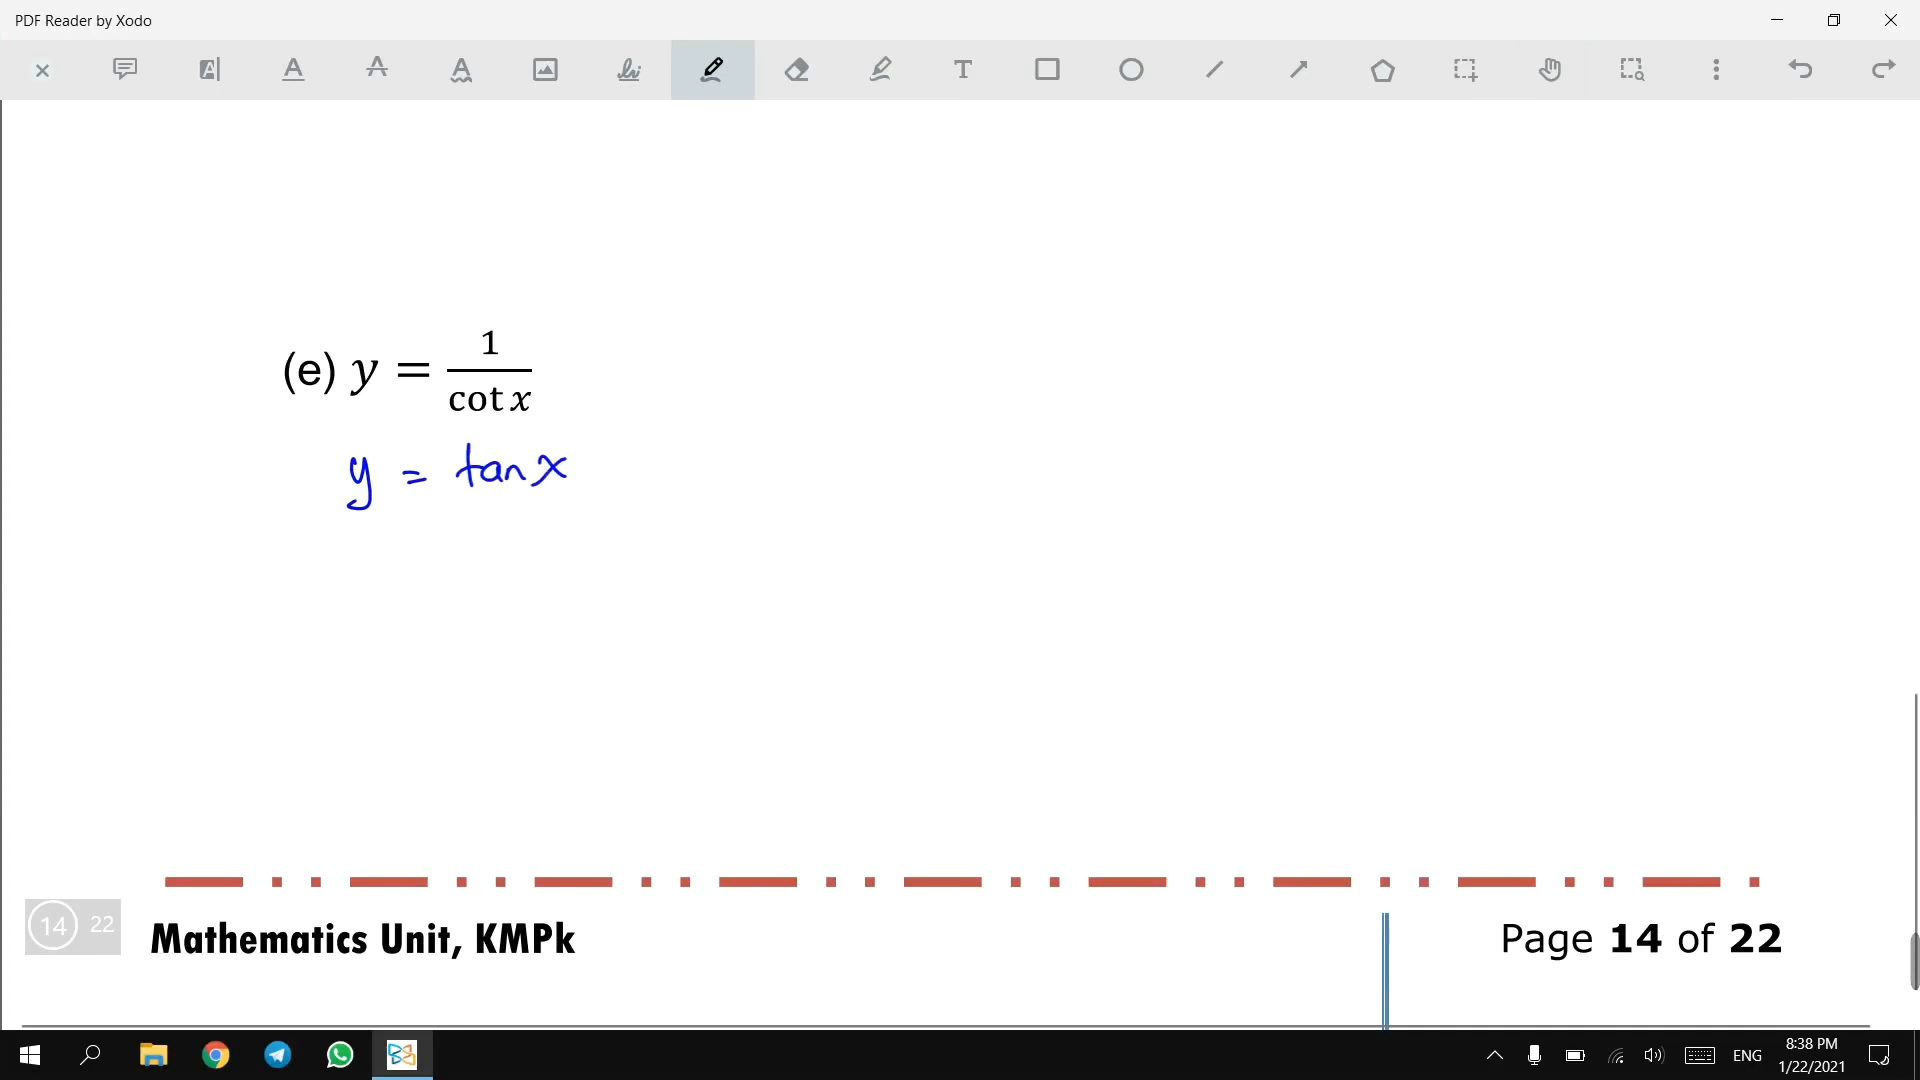 PDF Reader by Xodo
(e) y = 1/cot x
y = tan x
14 22
Mathematics Unit, KMPk
Page 14 of 22
ENG
8:38 PM
1/22/2021